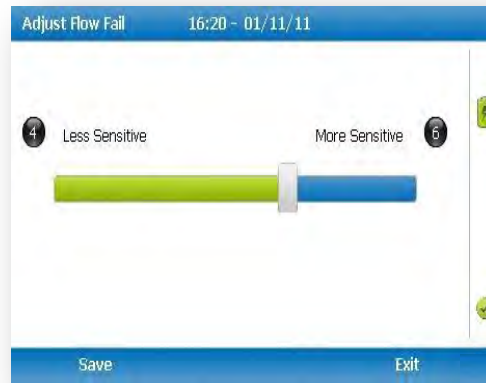 Adjust Flow Fail 16:20 - 01/11/11
4 Less Sensitive More Sensitive 6
Save Exit